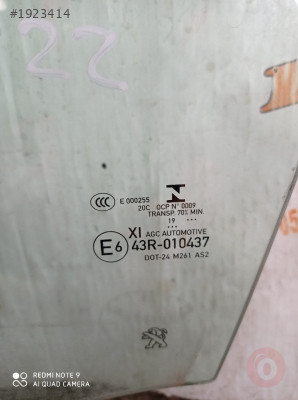 #1923414
22
CCC E 000255
20C OCP N° 0009
TRANSP. 70% MIN.
19
XI AGC AUTOMOTIVE
E6 43R-010437
DOT-24 M261 AS2
REDMI NOTE 9
AI QUAD CAMERA